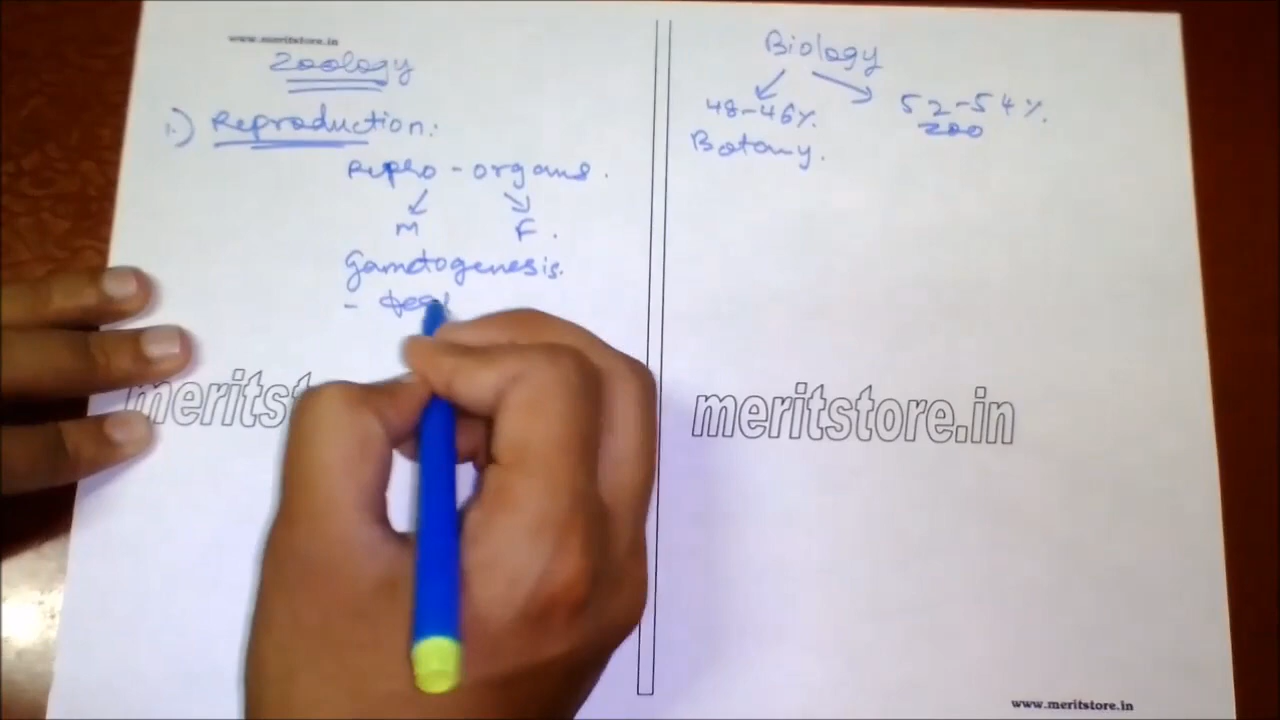 www.meritstore.in
Zoology
1.) Reproduction:
Repro - organs.
M F.
Gametogenesis.
-
meritst
Biology
48-46%. 52-54%.
Botany. Zoo
meritstore.in
www.meritstore.in